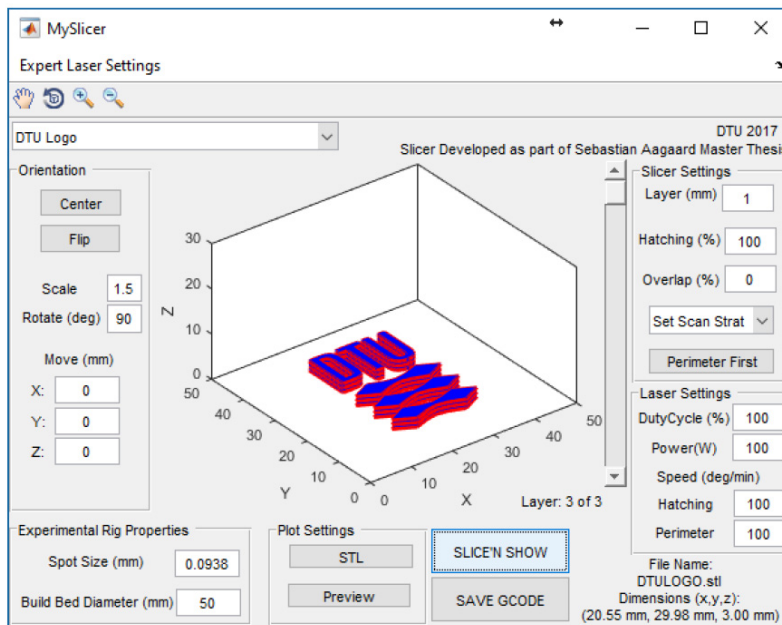 MySlicer
Expert Laser Settings
DTU Logo
DTU 2017
Slicer Developed as part of Sebastian Aagaard Master Thesis
Orientation
Center
Flip
Scale 1.5
Rotate (deg) 90
Move (mm)
X: 0
Y: 0
Z: 0
Z
30
20
10
0
50
40
30
20
10
0
Y
0
10
20
30
40
50
X
Layer: 3 of 3
Slicer Settings
Layer (mm) 1
Hatching (%) 100
Overlap (%) 0
Set Scan Strat
Perimeter First
Laser Settings
DutyCycle (%) 100
Power(W) 100
Speed (deg/min)
Hatching 100
Perimeter 100
Experimental Rig Properties
Spot Size (mm) 0.0938
Build Bed Diameter (mm) 50
Plot Settings
STL
Preview
SLICE'N SHOW
SAVE GCODE
File Name:
DTULOGO.stl
Dimensions (x,y,z):
(20.55 mm, 29.98 mm, 3.00 mm)
DTU